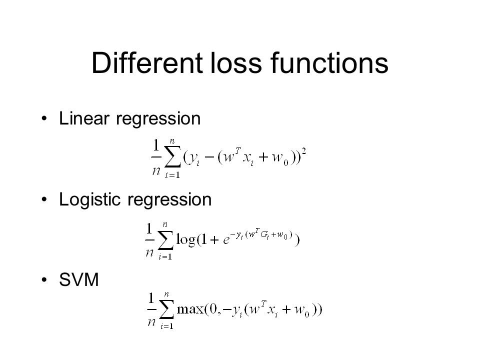 Different loss functions
• Linear regression
\frac{1}{n}\sum_{i=1}^{n}(y_i - (w^T x_i + w_0))^2
• Logistic regression
\frac{1}{n}\sum_{i=1}^{n}\log(1 + e^{-y_i(w^T x_i + w_0)})
• SVM
\frac{1}{n}\sum_{i=1}^{n}\max(0, -y_i(w^T x_i + w_0))